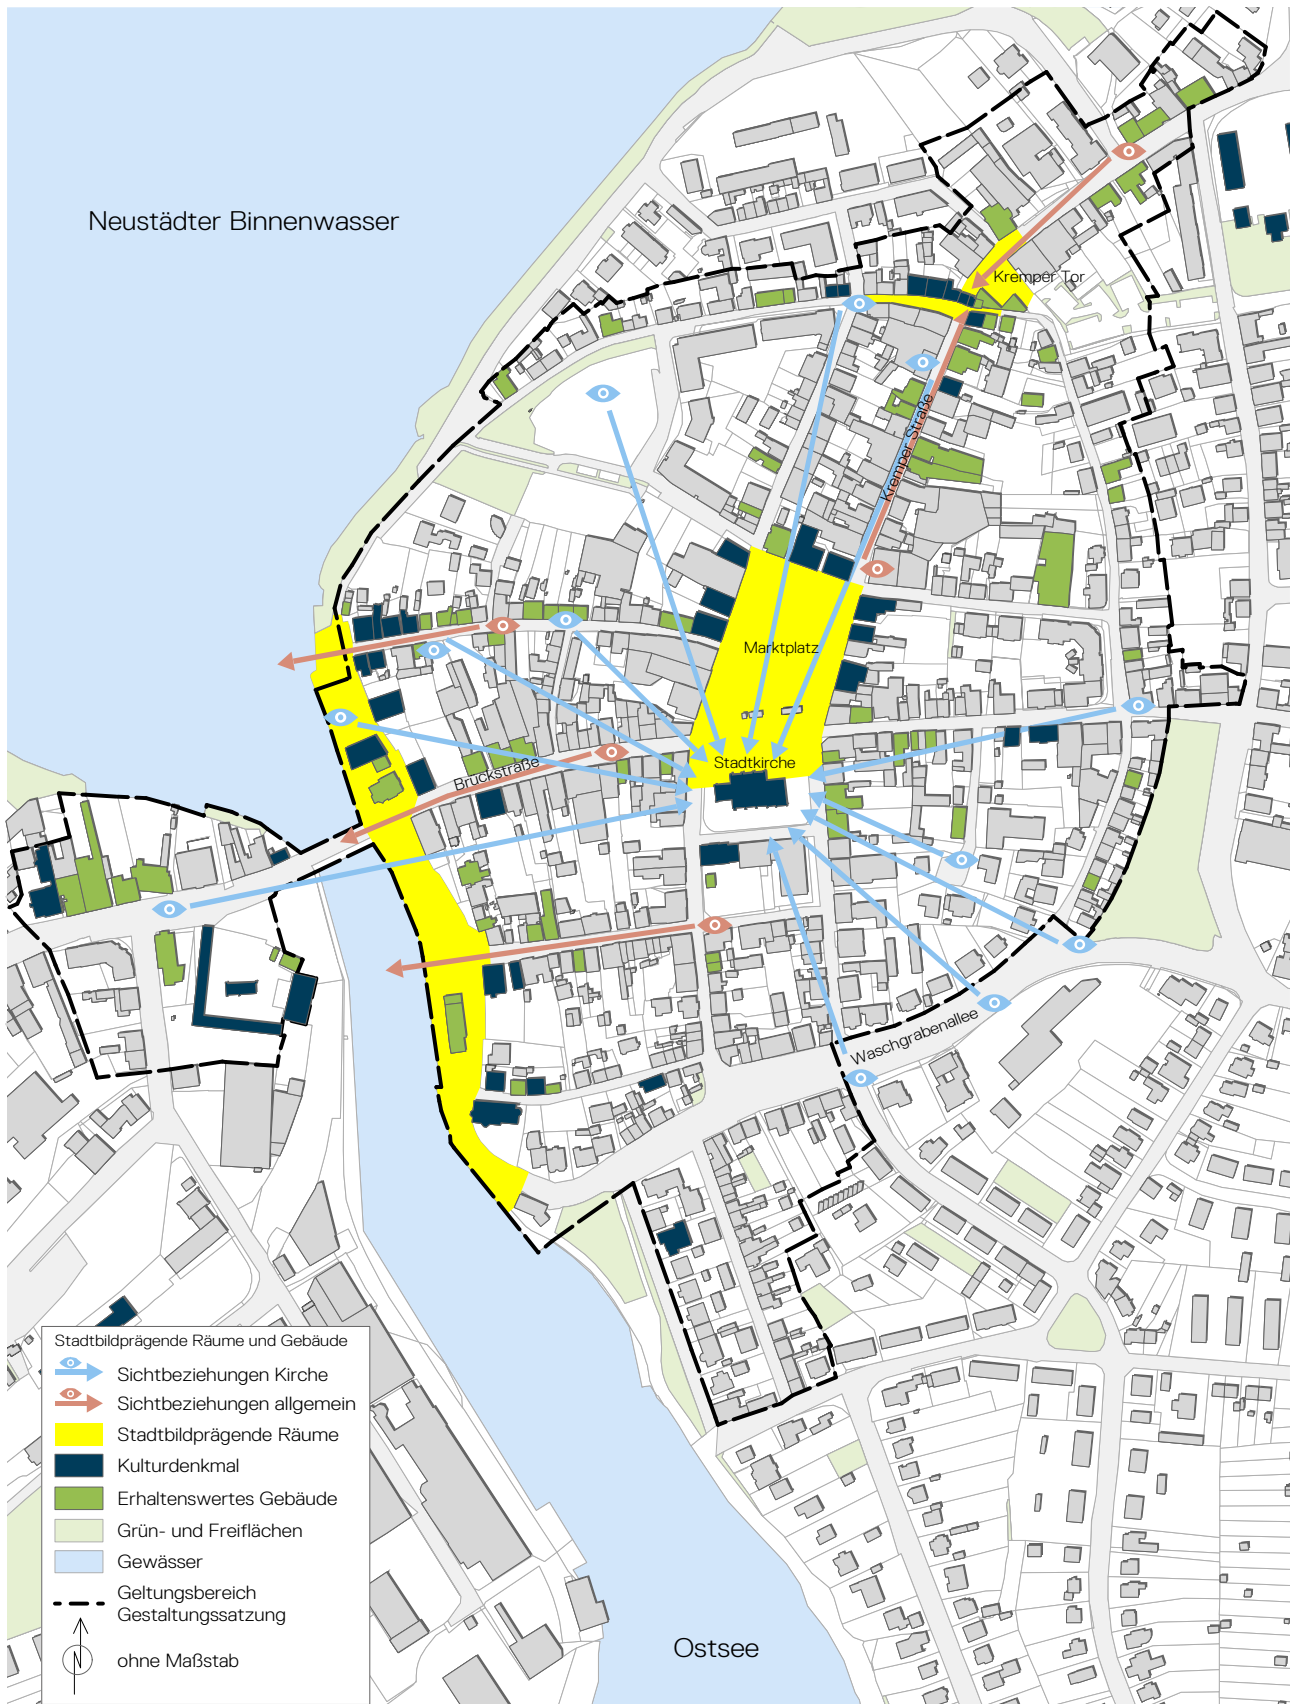 Neustädter Binnenwasser
Kremper Tor
Kremper Straße
Marktplatz
Stadtkirche
Brückstraße
Waschgrabenallee
Stadtbildprägende Räume und Gebäude
Sichtbeziehungen Kirche
Sichtbeziehungen allgemein
Stadtbildprägende Räume
Kulturdenkmal
Erhaltenswertes Gebäude
Grün- und Freiflächen
Gewässer
Geltungsbereich
Gestaltungssatzung
N
ohne Maßstab
Ostsee